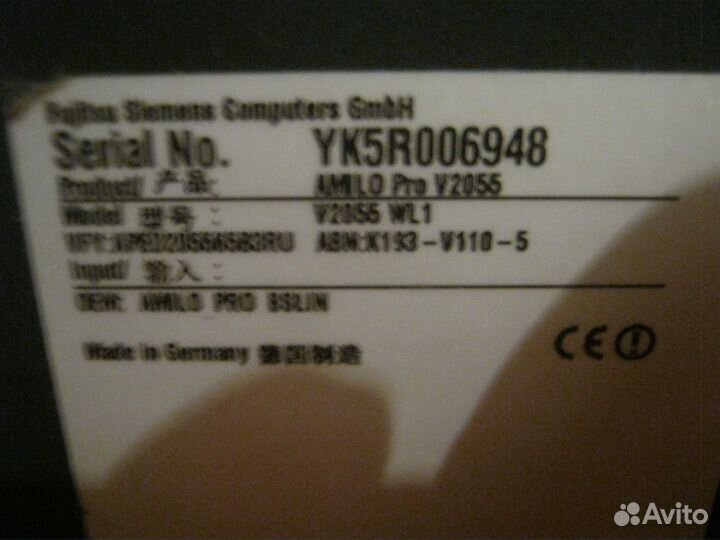 Fujitsu Siemens Computers GmbH
Serial No. YK5R006948
Product/ 产品: AMILO Pro V2055
Model 型号: V2055 WL1
ABN:K193-V110-5
Input/ 输入:
AMILO PRO
Made in Germany 德国制造
CE
Avito